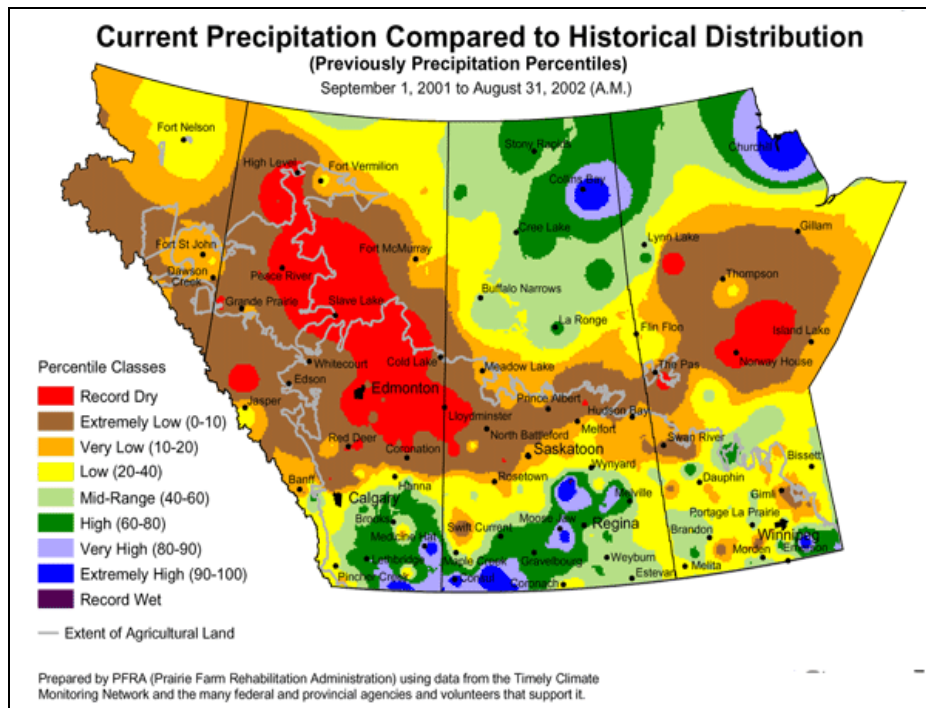 Current Precipitation Compared to Historical Distribution
(Previously Precipitation Percentiles)
September 1, 2001 to August 31, 2002 (A.M.)
Fort Nelson
High Level
Fort Vermilion
Stony Rapids
Churchill
Collins Bay
Cree Lake
Lynn Lake
Gillam
Fort St John
Fort McMurray
Dawson
Creek
Peace River
Thompson
Buffalo Narrows
Grande Prairie
Slave Lake
La Ronge
Flin Flon
Island Lake
Whitecourt
Cold Lake
Norway House
Meadow Lake
The Pas
Edson
Edmonton
Jasper
Lloydminster
Prince Albert
Hudson Bay
Melfort
North Battleford
Red Deer
Swan River
Coronation
Saskatoon
Wynyard
Bissett
Banff
Hanna
Rosetown
Dauphin
Gimli
Calgary
Melville
Brooks
Moose Jaw
Regina
Portage La Prairie
Swift Current
Brandon
Winnipeg
Medicine Hat
Lethbridge
Maple Creek
Gravelbourg
Weyburn
Morden
Emerson
Pincher Creek
Consul
Coronach
Estevan
Melita
Percentile Classes
Record Dry
Extremely Low (0-10)
Very Low (10-20)
Low (20-40)
Mid-Range (40-60)
High (60-80)
Very High (80-90)
Extremely High (90-100)
Record Wet
Extent of Agricultural Land
Prepared by PFRA (Prairie Farm Rehabilitation Administration) using data from the Timely Climate
Monitoring Network and the many federal and provincial agencies and volunteers that support it.